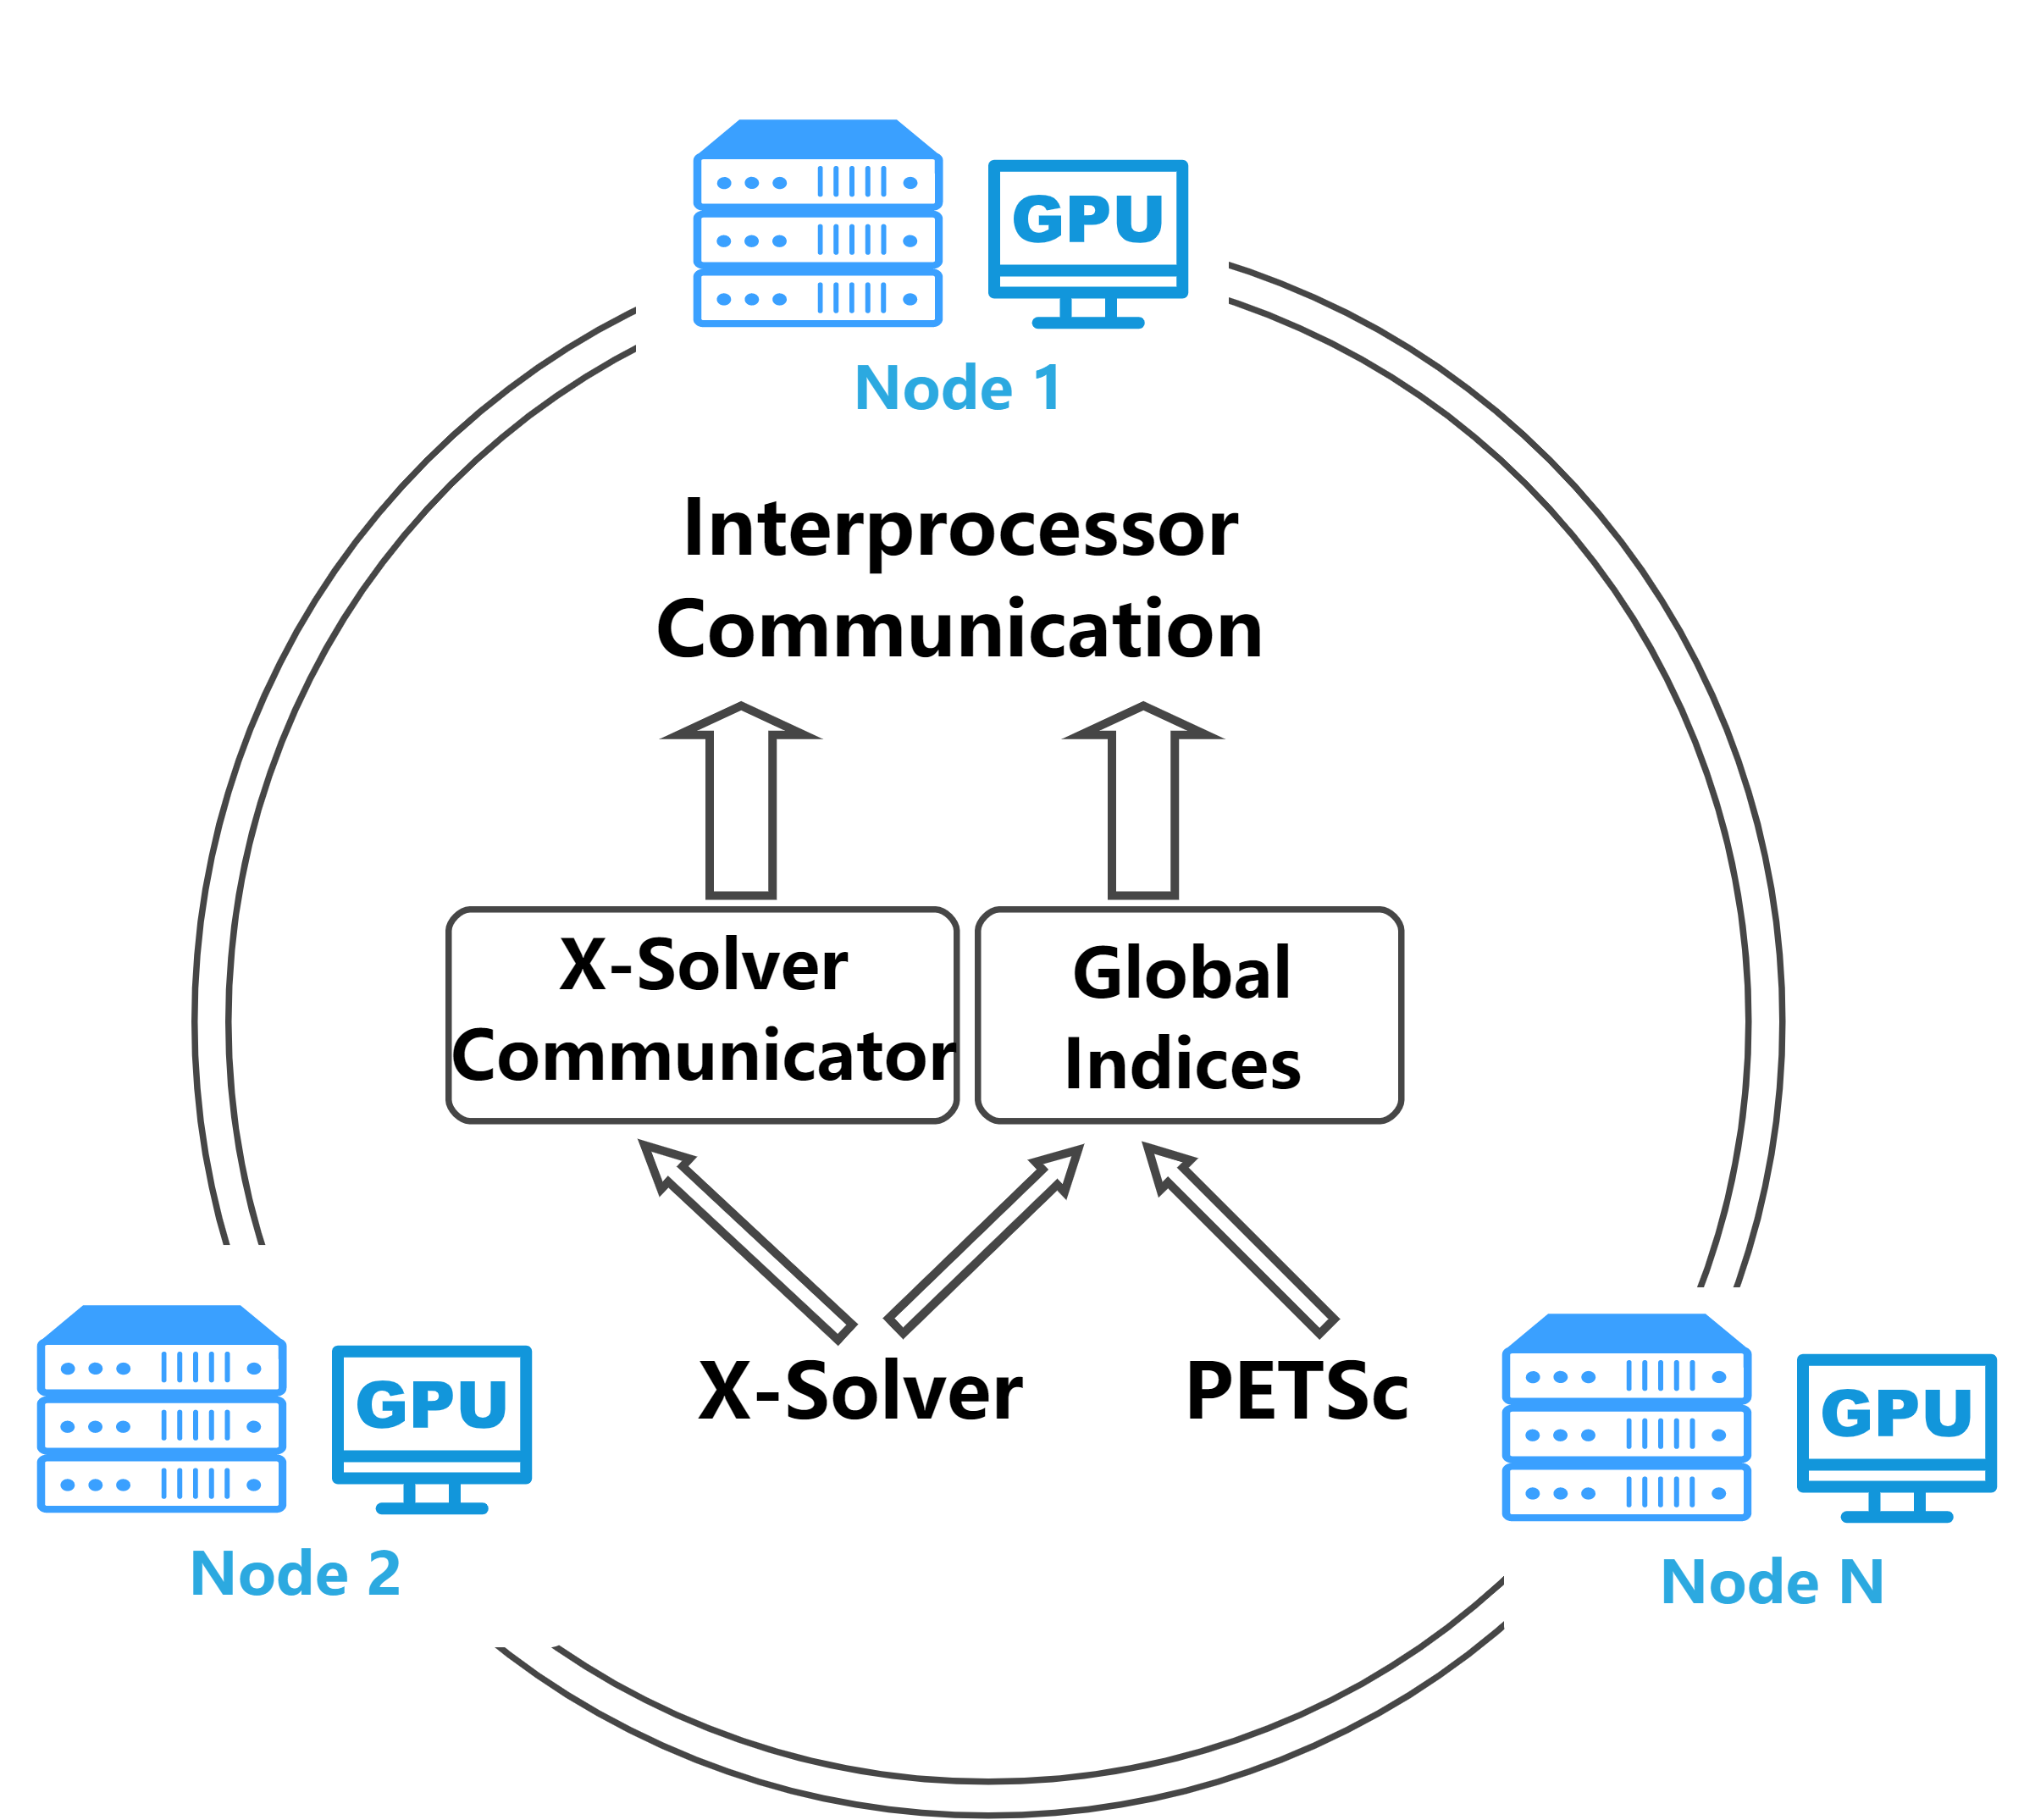 GPU
Node 1
Interprocessor
Communication
X-Solver
Communicator
Global
Indices
X-Solver
PETSc
GPU
Node 2
GPU
Node N